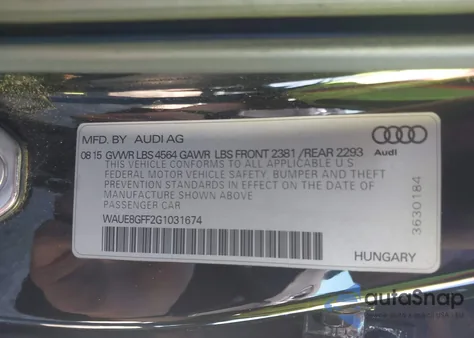 MFD. BY AUDI AG
08 15 GVWR LBS 4564 GAWR LBS FRONT 2381 / REAR 2293
Audi
THIS VEHICLE CONFORMS TO ALL APPLICABLE U.S.
FEDERAL MOTOR VEHICLE SAFETY, BUMPER AND THEFT
PREVENTION STANDARDS IN EFFECT ON THE DATE
OF MANUFACTURE SHOWN ABOVE
PASSENGER CAR
3630184
WAUE8GFF2G1031674
HUNGARY
autaSnap